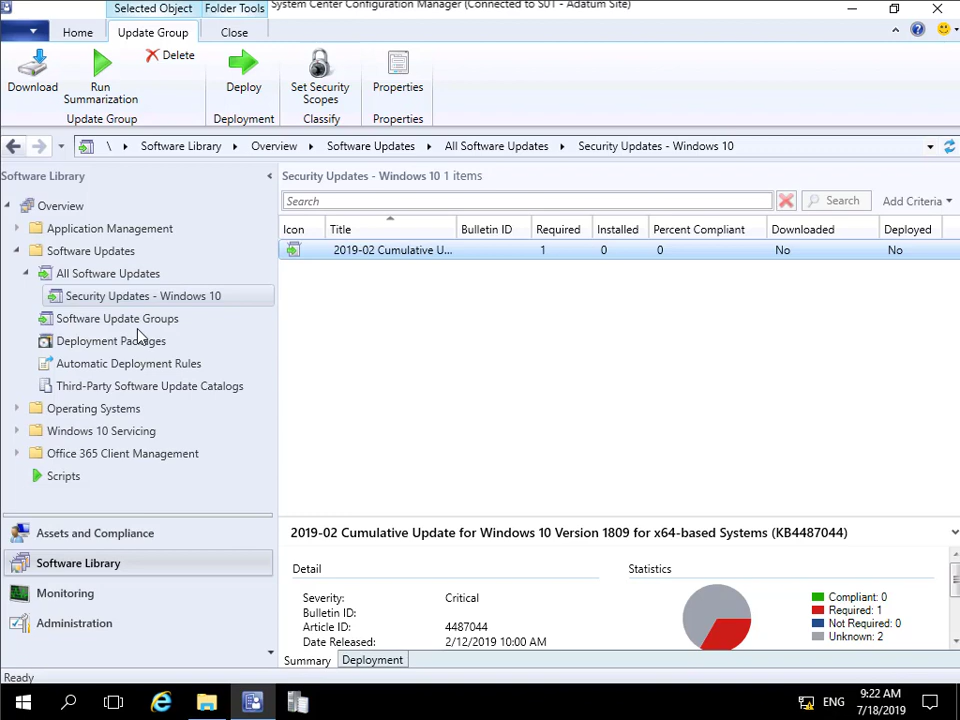 Selected Object Folder Tools System Center Configuration Manager (Connected to S01 - Adatum Site)
Home Update Group Close
Download
Run Summarization
Delete
Update Group
Deploy
Deployment
Set Security Scopes
Classify
Properties
Properties
\ Software Library Overview Software Updates All Software Updates Security Updates - Windows 10
Software Library
Overview
Application Management
Software Updates
All Software Updates
Security Updates - Windows 10
Software Update Groups
Deployment Packages
Automatic Deployment Rules
Third-Party Software Update Catalogs
Operating Systems
Windows 10 Servicing
Office 365 Client Management
Scripts
Assets and Compliance
Software Library
Monitoring
Administration
Security Updates - Windows 10 1 items
Search Search Add Criteria
Icon Title Bulletin ID Required Installed Percent Compliant Downloaded Deployed
2019-02 Cumulative U... 1 0 0 No No
2019-02 Cumulative Update for Windows 10 Version 1809 for x64-based Systems (KB4487044)
Detail
Severity: Critical
Bulletin ID:
Article ID: 4487044
Date Released: 2/12/2019 10:00 AM
Statistics
Compliant: 0
Required: 1
Not Required: 0
Unknown: 2
Summary Deployment
Ready
ENG 9:22 AM
7/18/2019